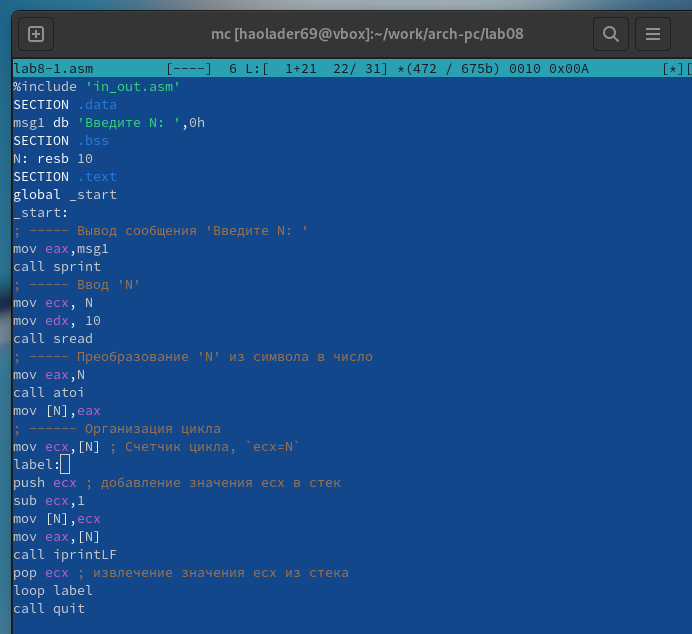 mc [haolader69@vbox]:~/work/arch-pc/lab08
lab8-1.asm [----] 6 L:[ 1+21 22/ 31] *(472 / 675b) 0010 0x00A [*][
%include 'in_out.asm'
SECTION .data
msg1 db 'Введите N: ',0h
SECTION .bss
N: resb 10
SECTION .text
global _start
_start:
; ----- Вывод сообщения 'Введите N: '
mov eax,msg1
call sprint
; ----- Ввод 'N'
mov ecx, N
mov edx, 10
call sread
; ----- Преобразование 'N' из символа в число
mov eax,N
call atoi
mov [N],eax
; ------ Организация цикла
mov ecx,[N] ; Счетчик цикла, `ecx=N`
label:
push ecx ; добавление значения ecx в стек
sub ecx,1
mov [N],ecx
mov eax,[N]
call iprintLF
pop ecx ; извлечение значения ecx из стека
loop label
call quit